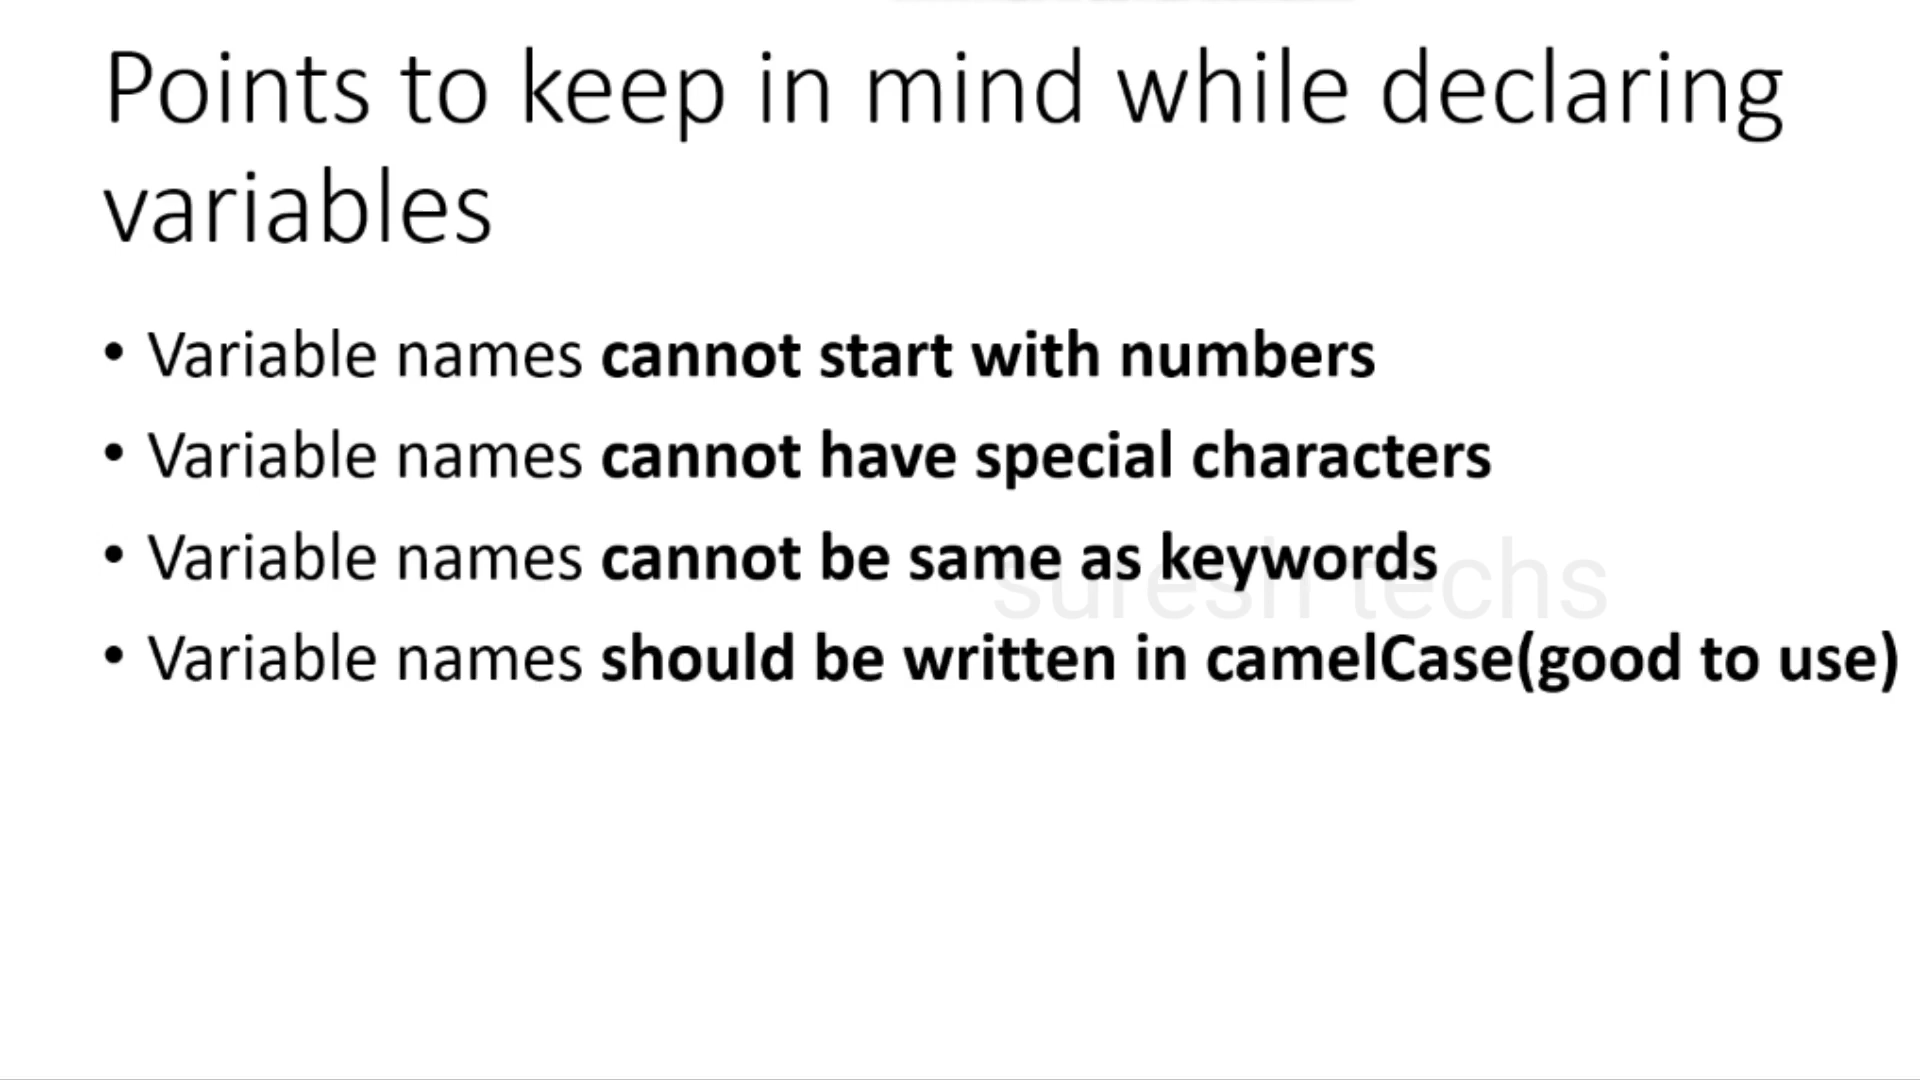 Points to keep in mind while declaring
variables
• Variable names cannot start with numbers
• Variable names cannot have special characters
• Variable names cannot be same as keywords
suresh techs
• Variable names should be written in camelCase(good to use)